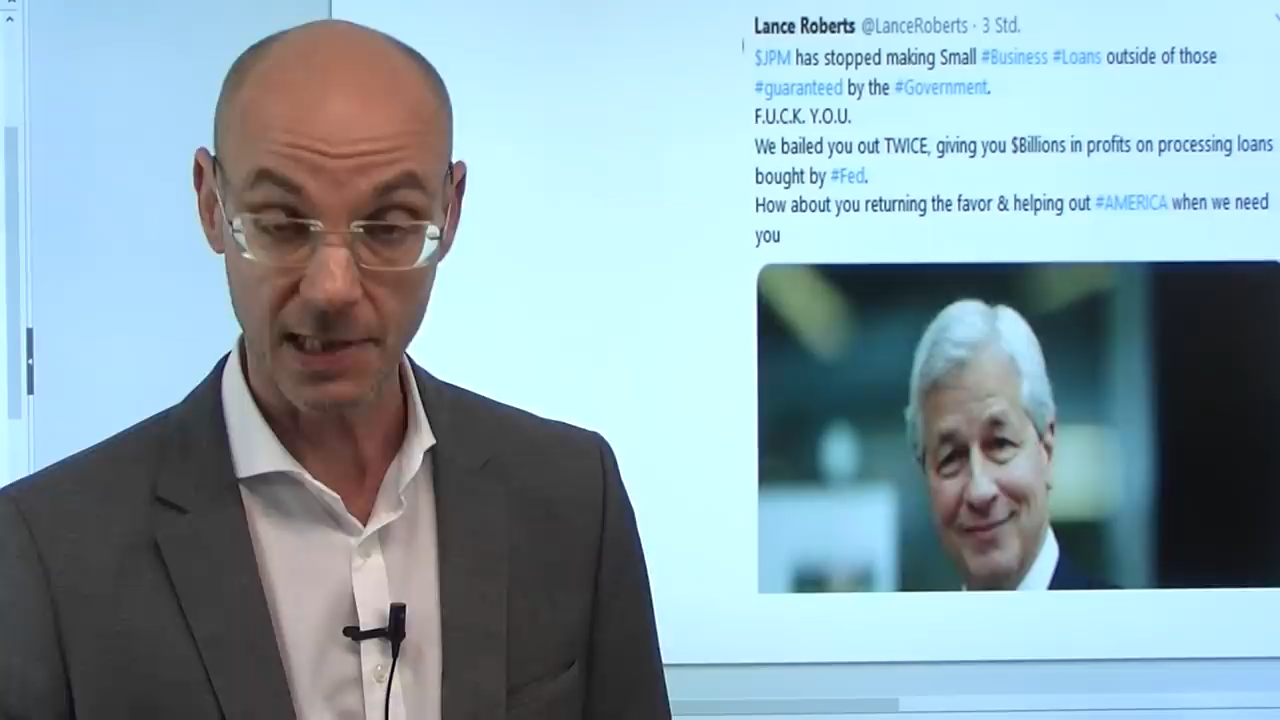 Lance Roberts @LanceRoberts · 3 Std.
$JPM has stopped making Small #Business #Loans outside of those
#guaranteed by the #Government.
F.U.C.K. Y.O.U.
We bailed you out TWICE, giving you $Billions in profits on processing loans
bought by #Fed.
How about you returning the favor & helping out #AMERICA when we need
you